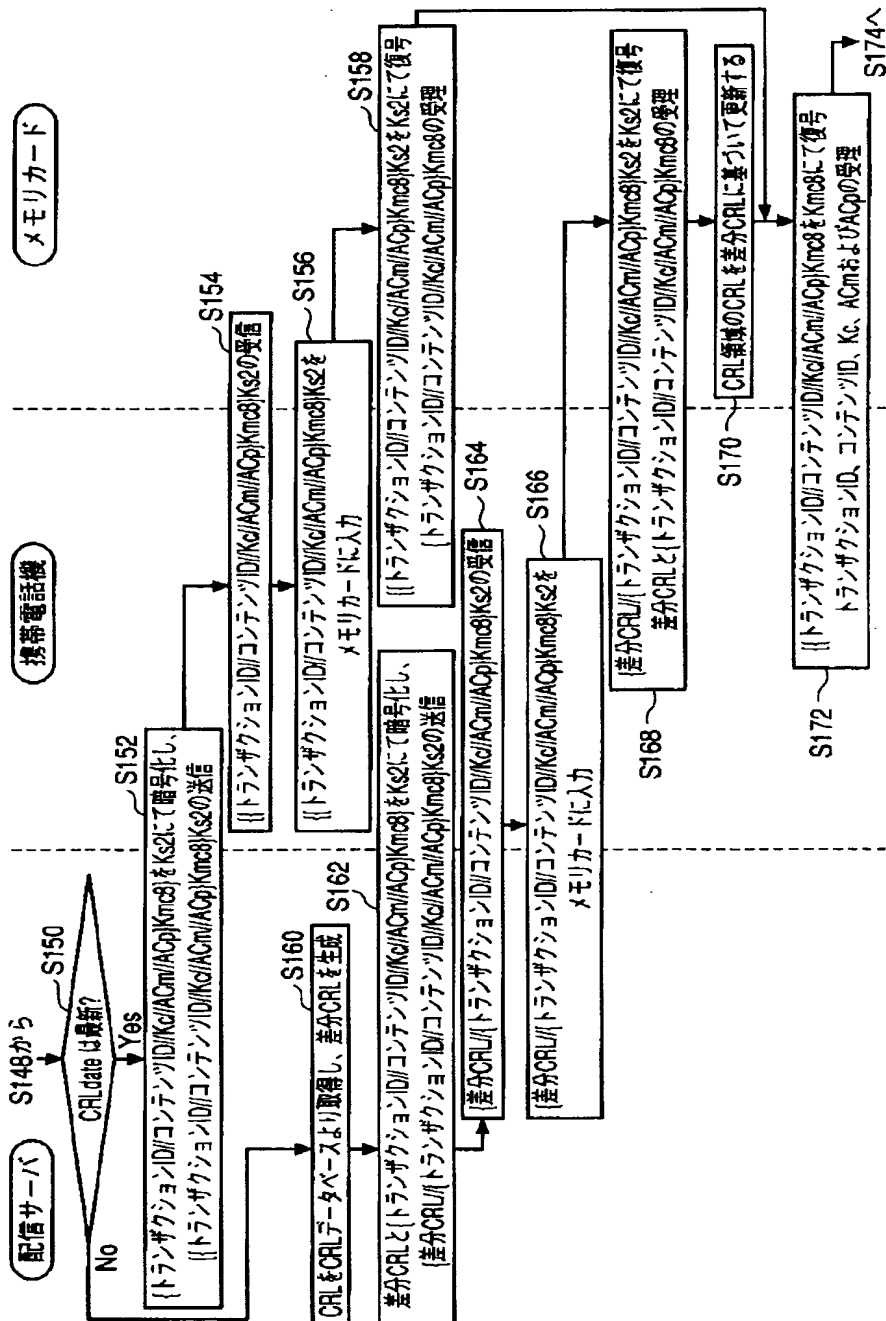 配信サーバ
携帯電話機
メモリカード
S148から
S150
CRLdate は最新?
Yes
No
S152
{トランザクションID//コンテンツID//Kc//ACm//ACp}Kmc8}をKs2にて暗号化し、
{{トランザクションID//コンテンツID//Kc//ACm//ACp}Kmc8}Ks2の送信
S154
{{トランザクションID//コンテンツID//Kc//ACm//ACp}Kmc8}Ks2の受信
S156
{{トランザクションID//コンテンツID//Kc//ACm//ACp}Kmc8}Ks2を
メモリカードに入力
S158
{{トランザクションID//コンテンツID//Kc//ACm//ACp}Kmc8}Ks2をKs2にて復号
{トランザクションID//コンテンツID//Kc//ACm//ACp}Kmc8の受理
S160
CRLをCRLデータベースより取得し、差分CRLを生成
S162
差分CRLと{トランザクションID//コンテンツID//Kc//ACm//ACp}Kmc8}をKs2にて暗号化し、
{差分CRL//{トランザクションID//コンテンツID//Kc//ACm//ACp}Kmc8}Ks2の送信
S164
{差分CRL//{トランザクションID//コンテンツID//Kc//ACm//ACp}Kmc8}Ks2の受信
S166
{差分CRL//{トランザクションID//コンテンツID//Kc//ACm//ACp}Kmc8}Ks2を
メモリカードに入力
S168
{差分CRL//{トランザクションID//コンテンツID//Kc//ACm//ACp}Kmc8}Ks2をKs2にて復号
差分CRLと{トランザクションID//コンテンツID//Kc//ACm//ACp}Kmc8の受理
S170
CRL領域のCRLを差分CRLに基づいて更新する
S172
{{トランザクションID//コンテンツID//Kc//ACm//ACp}Kmc8をKmc8にて復号
トランザクションID、コンテンツID、Kc、ACmおよびACpの受理
S174へ